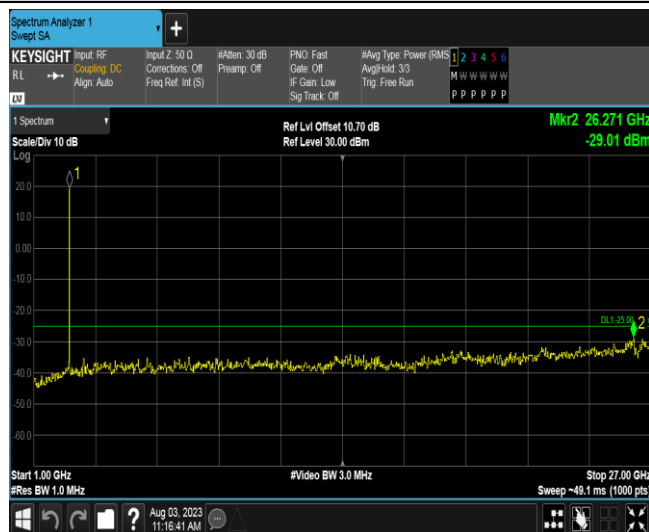 Spectrum Analyzer 1
Swept SA
KEYSIGHT
RL
LXI
Input: RF
Coupling: DC
Align: Auto
Input Z: 50 Ω
Corrections: Off
Freq Ref: Int (S)
#Atten: 30 dB
Preamp: Off
PNO: Fast
Gate: Off
IF Gain: Low
Sig Track: Off
#Avg Type: Power (RMS
Avg|Hold: 3/3
Trig: Free Run
1 2 3 4 5 6
M W W W W W
P P P P P P
1 Spectrum
Scale/Div 10 dB
Ref Lvl Offset 10.70 dB
Ref Level 30.00 dBm
Mkr2 26.271 GHz
-29.01 dBm
Log
1
20.0
10.0
0.00
-10.0
-20.0
DL1 -25.00
2
-30.0
-40.0
-50.0
-60.0
Start 1.00 GHz
#Video BW 3.0 MHz
Stop 27.00 GHz
#Res BW 1.0 MHz
Sweep ~49.1 ms (1000 pts)
?
Aug 03, 2023
11:16:41 AM